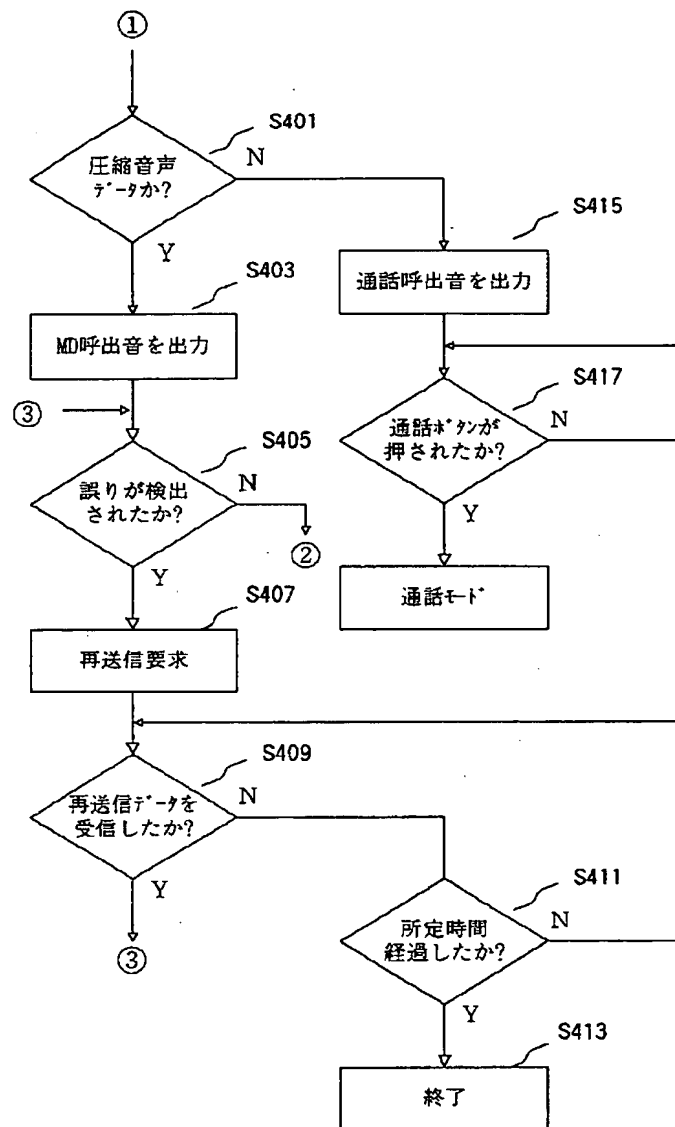 ①
S401
圧縮音声
データか?
N
Y
S415
通話呼出音を出力
S403
MD呼出音を出力
③
S417
通話ボタンが
押されたか?
N
Y
S405
誤りが検出
されたか?
N
②
Y
通話モード
S407
再送信要求
S409
再送信データを
受信したか?
N
Y
③
S411
所定時間
経過したか?
N
Y
S413
終了